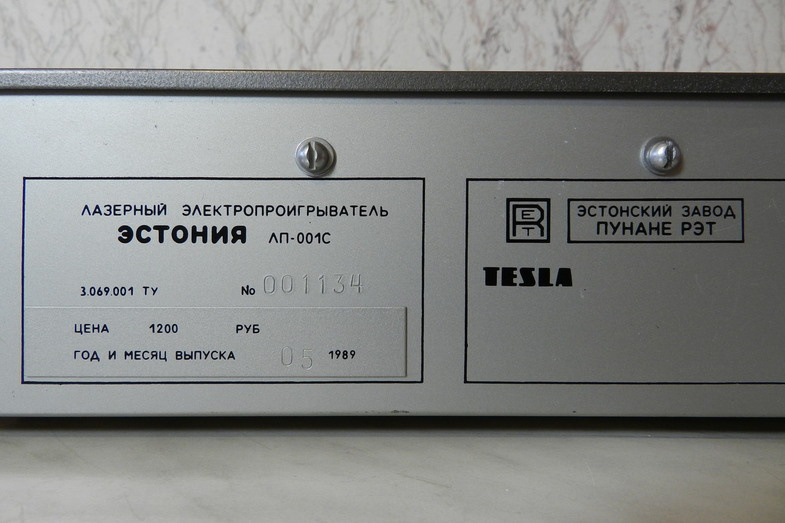 ЛАЗЕРНЫЙ ЭЛЕКТРОПРОИГРЫВАТЕЛЬ
ЭСТОНИЯ ЛП-001С
3.069.001 ТУ № 001134
ЦЕНА 1200 РУБ
ГОД И МЕСЯЦ ВЫПУСКА 05 1989
RET
ЭСТОНСКИЙ ЗАВОД
ПУНАНЕ РЭТ
TESLA